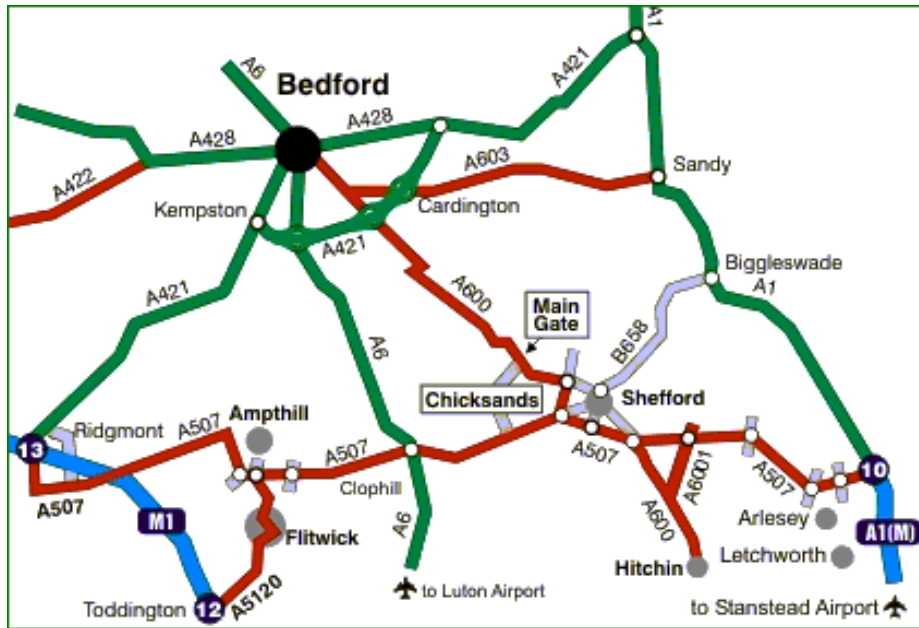 A1
A6
Bedford
A421
A428
A428
A603
A422
Sandy
Kempston
Cardington
A421
Biggleswade
A421
A600
A1
Main
Gate
B658
A6
Chicksands
Shefford
Ampthill
Ridgmont
A507
13
A507
A507
A6001
A507
10
Clophill
A507
M1
A6
A600
Arlesey
A1(M)
Flitwick
Letchworth
Hitchin
A5120
to Luton Airport
Toddington
12
to Stanstead Airport